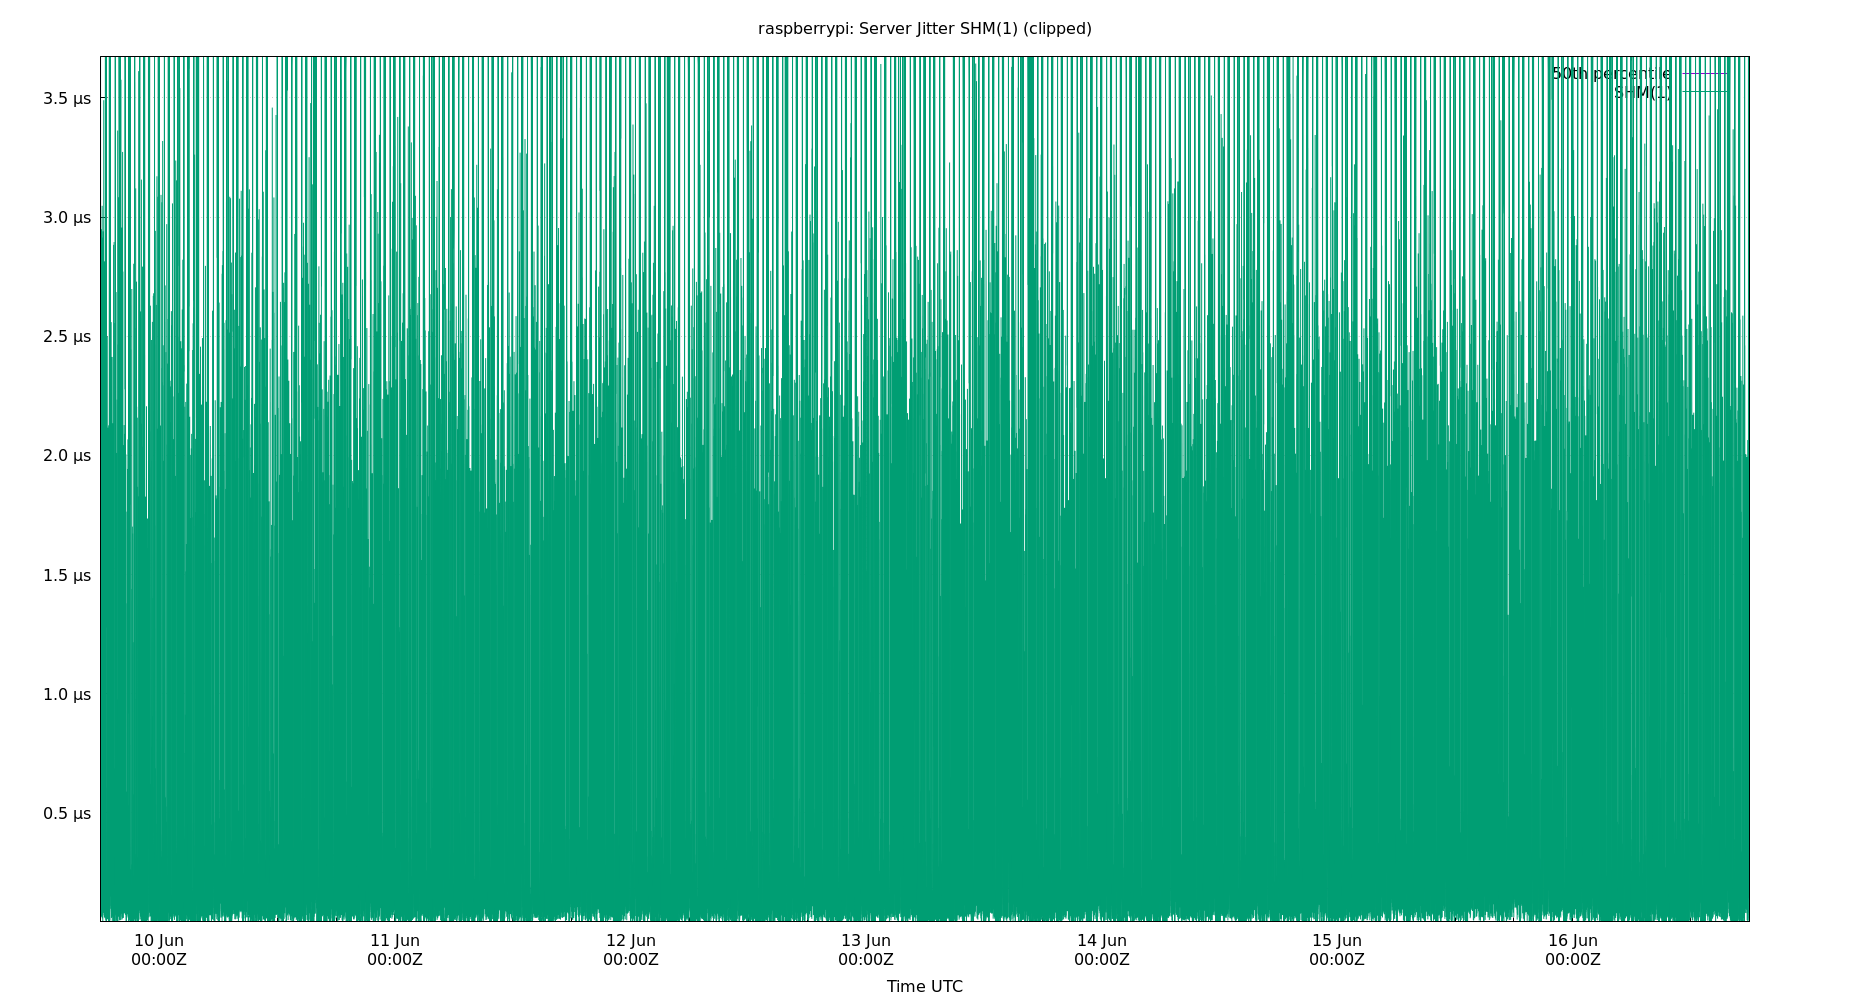 raspberrypi: Server Jitter SHM(1) (clipped)
50th percentile
SHM(1)
3.5 μs
3.0 μs
2.5 μs
2.0 μs
1.5 μs
1.0 μs
0.5 μs
10 Jun 11 Jun 12 Jun 13 Jun 14 Jun 15 Jun 16 Jun
00:00Z 00:00Z 00:00Z 00:00Z 00:00Z 00:00Z 00:00Z
Time UTC